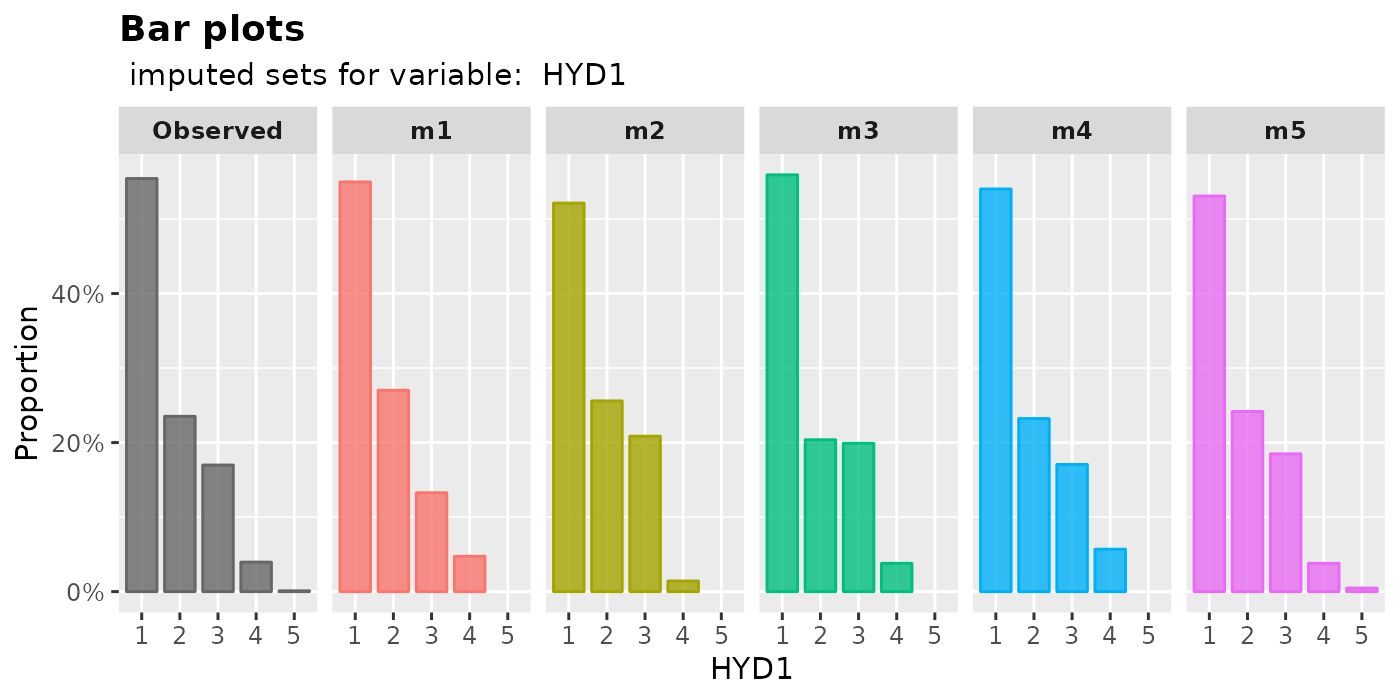 Bar plots
imputed sets for variable:  HYD1
Observed m1 m2 m3 m4 m5
Proportion
40%
20%
0%
1 2 3 4 5 1 2 3 4 5 1 2 3 4 5 1 2 3 4 5 1 2 3 4 5 1 2 3 4 5
HYD1